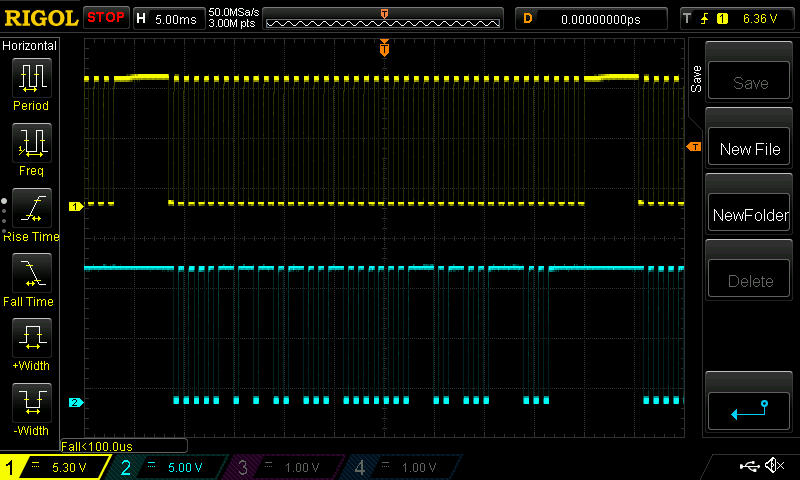 RIGOL STOP H 5.00ms 50.0MSa/s D 0.00000000ps T 1 6.36 V
3.00M pts
T
Horizontal
Period
Freq
Rise Time
Fall Time
+Width
-Width
T
1
2
Save
Save
New File
NewFolder
Delete
Fall<100.0us
1 5.30 V 2 5.00 V 3 1.00 V 4 1.00 V